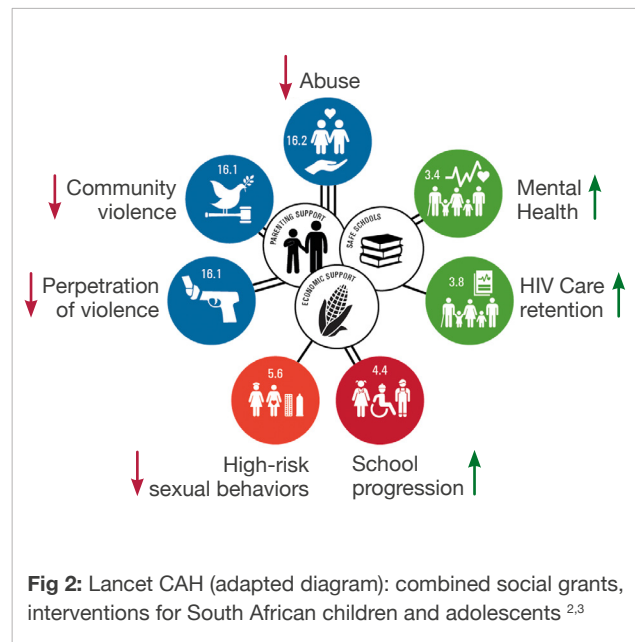 Abuse
16.2
16.1
Community
violence
3.4
Mental
Health
PARENTING SUPPORT
SAFE SCHOOLS
16.1
Perpetration
of violence
ECONOMIC SUPPORT
3.8
HIV Care
retention
5.6
High-risk
sexual behaviors
4.4
School
progression
Fig 2: Lancet CAH (adapted diagram): combined social grants,
interventions for South African children and adolescents 2,3